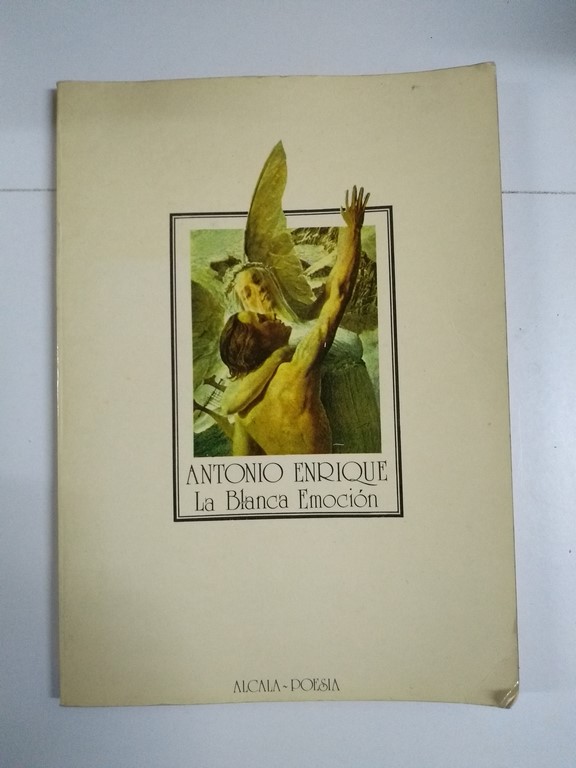 ANTONIO ENRIQUE
La Blanca Emoción
ALCALA-POESIA